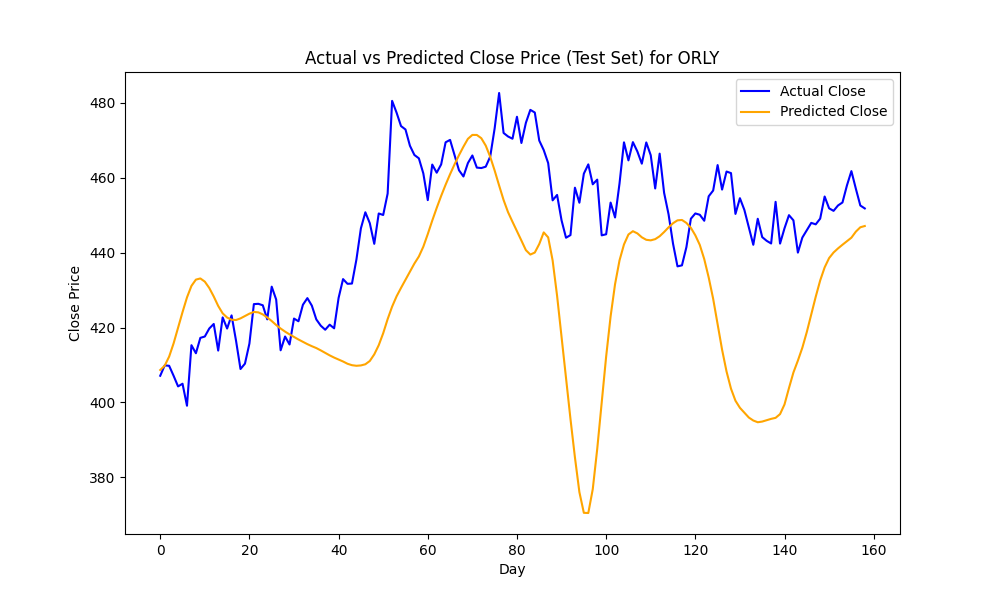 Actual vs Predicted Close Price (Test Set) for ORLY
Actual Close
Predicted Close
480
460
440
420
400
380
Close Price
0 20 40 60 80 100 120 140 160
Day